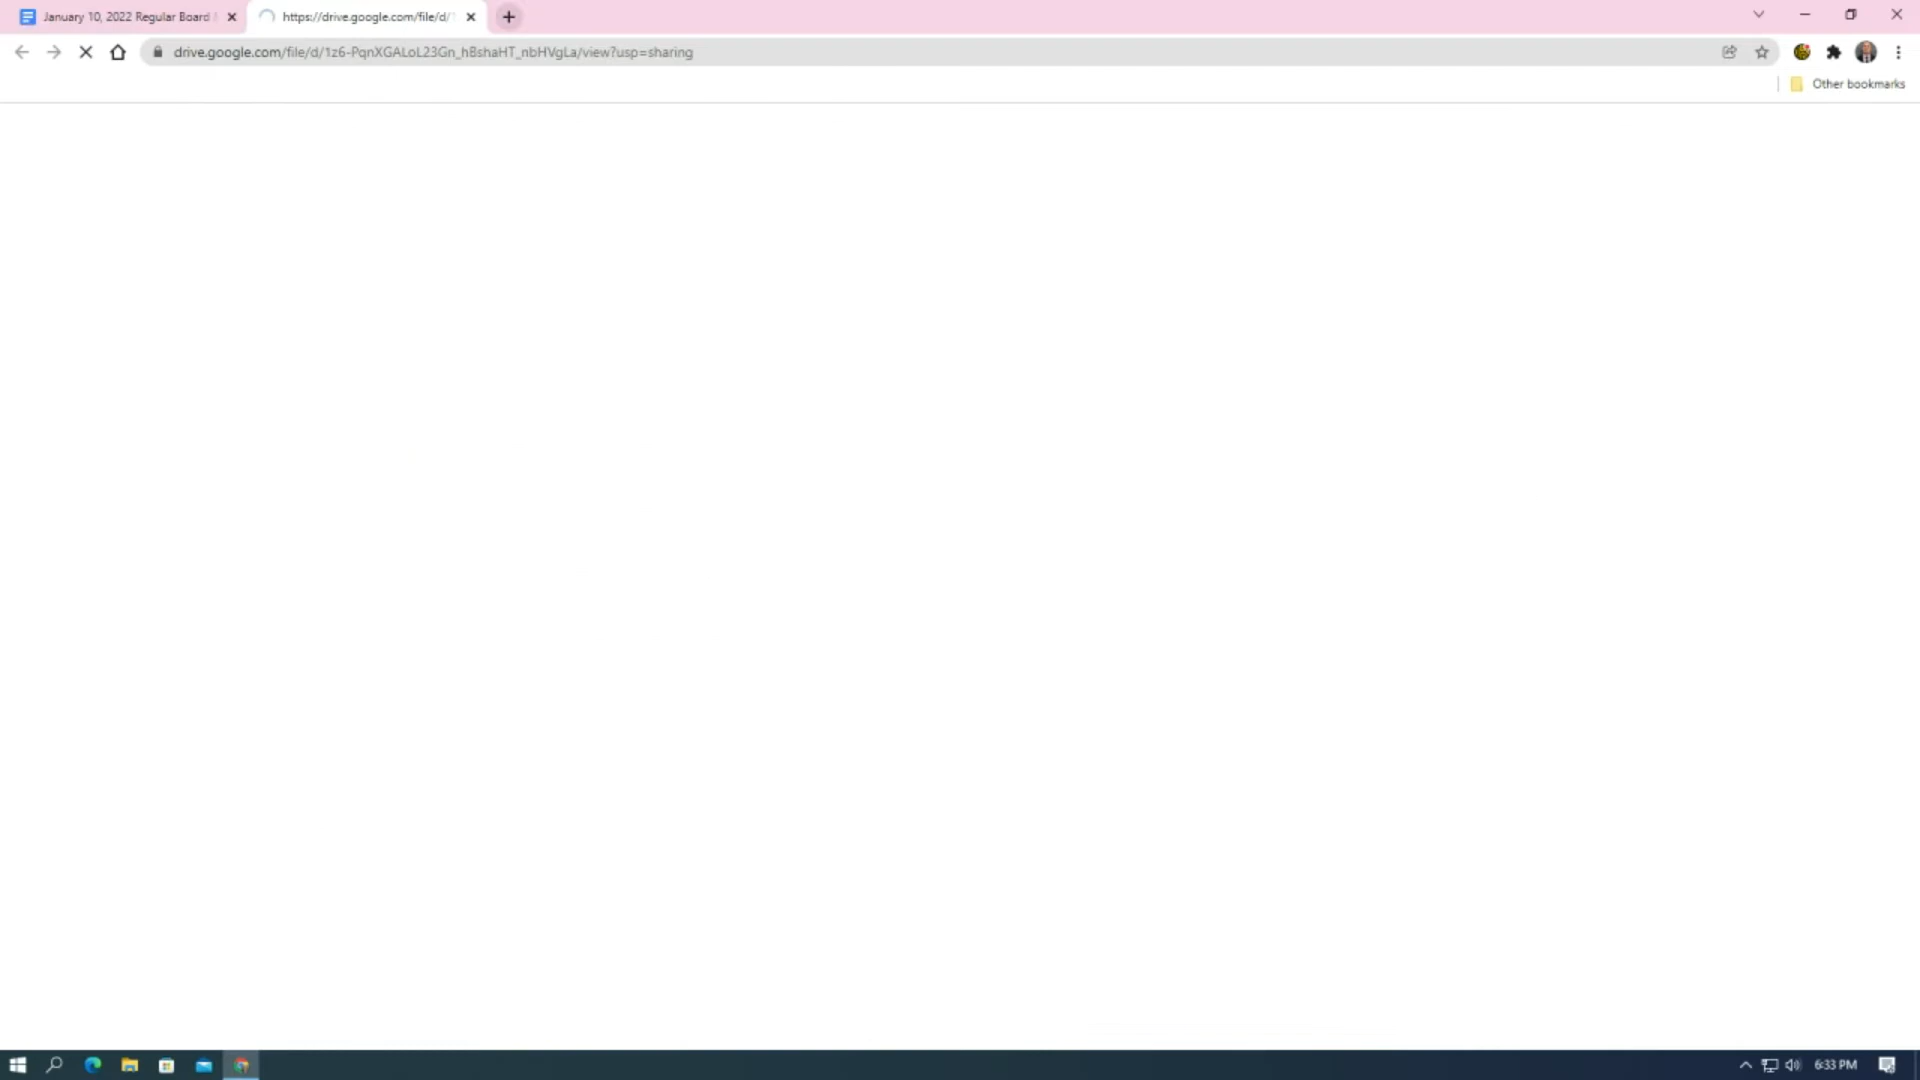 January 10, 2022 Regular Board
https://drive.google.com/file/d/
drive.google.com/file/d/1z6-PqnXGALoL23Gn_hBshaHT_nbHVgLa/view?usp=sharing
Other bookmarks
6:33 PM